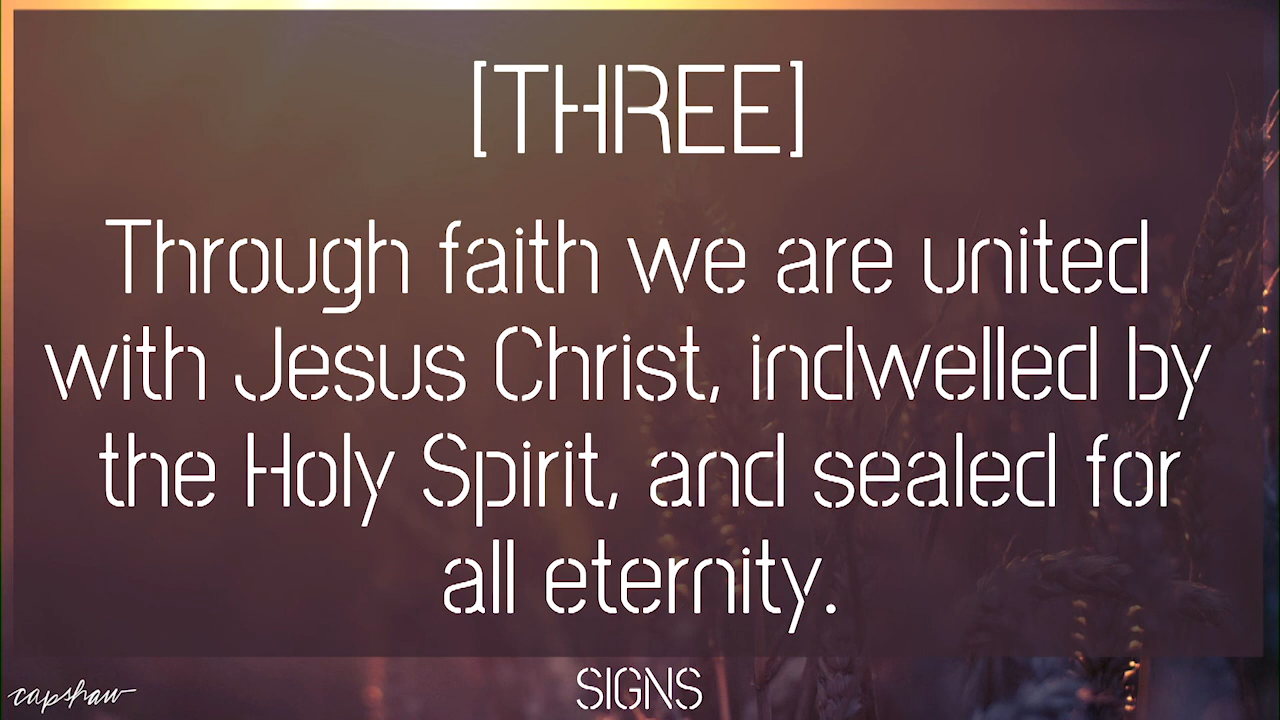 [THREE]
Through faith we are united
with Jesus Christ, indwelled by
the Holy Spirit, and sealed for
all eternity.
SIGNS
capshaw